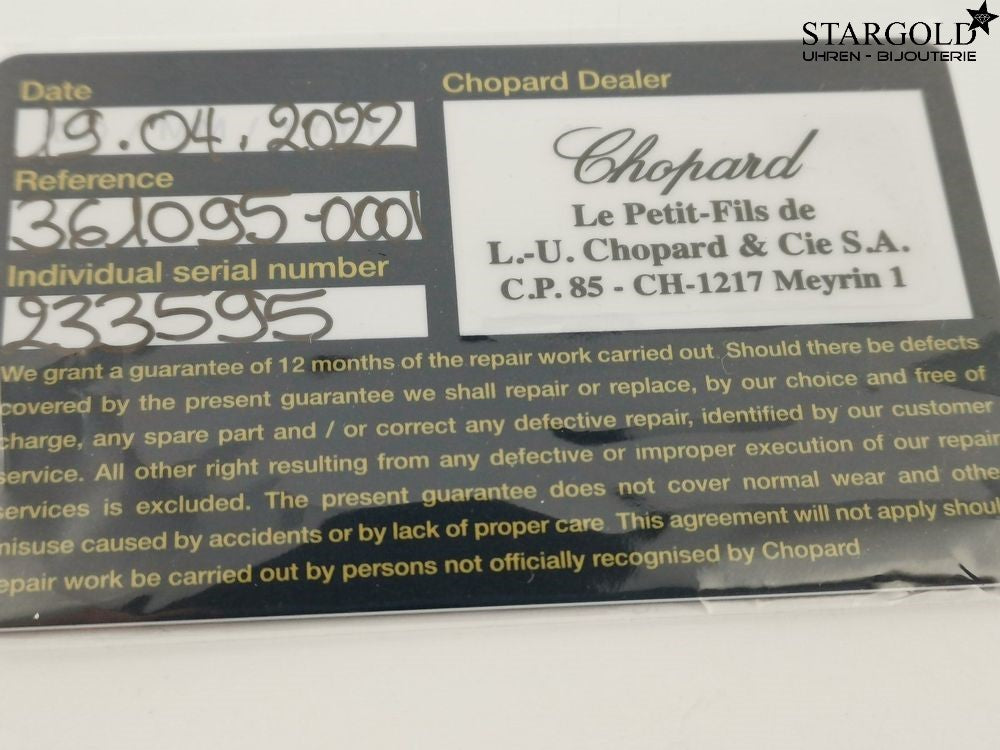 STARGOLD
UHREN - BIJOUTERIE
Date
19.04.2022
Reference
361095-0001
Individual serial number
233595
Chopard Dealer
Chopard
Le Petit-Fils de
L.-U. Chopard & Cie S.A.
C.P. 85 - CH-1217 Meyrin 1
We grant a guarantee of 12 months of the repair work carried out. Should there be defects
covered by the present guarantee we shall repair or replace, by our choice and free of
charge, any spare part and / or correct any defective repair, identified by our customer
service. All other right resulting from any defective or improper execution of our repair
services is excluded. The present guarantee does not cover normal wear and othe
misuse caused by accidents or by lack of proper care. This agreement will not apply shoul
epair work be carried out by persons not officially recognised by Chopard